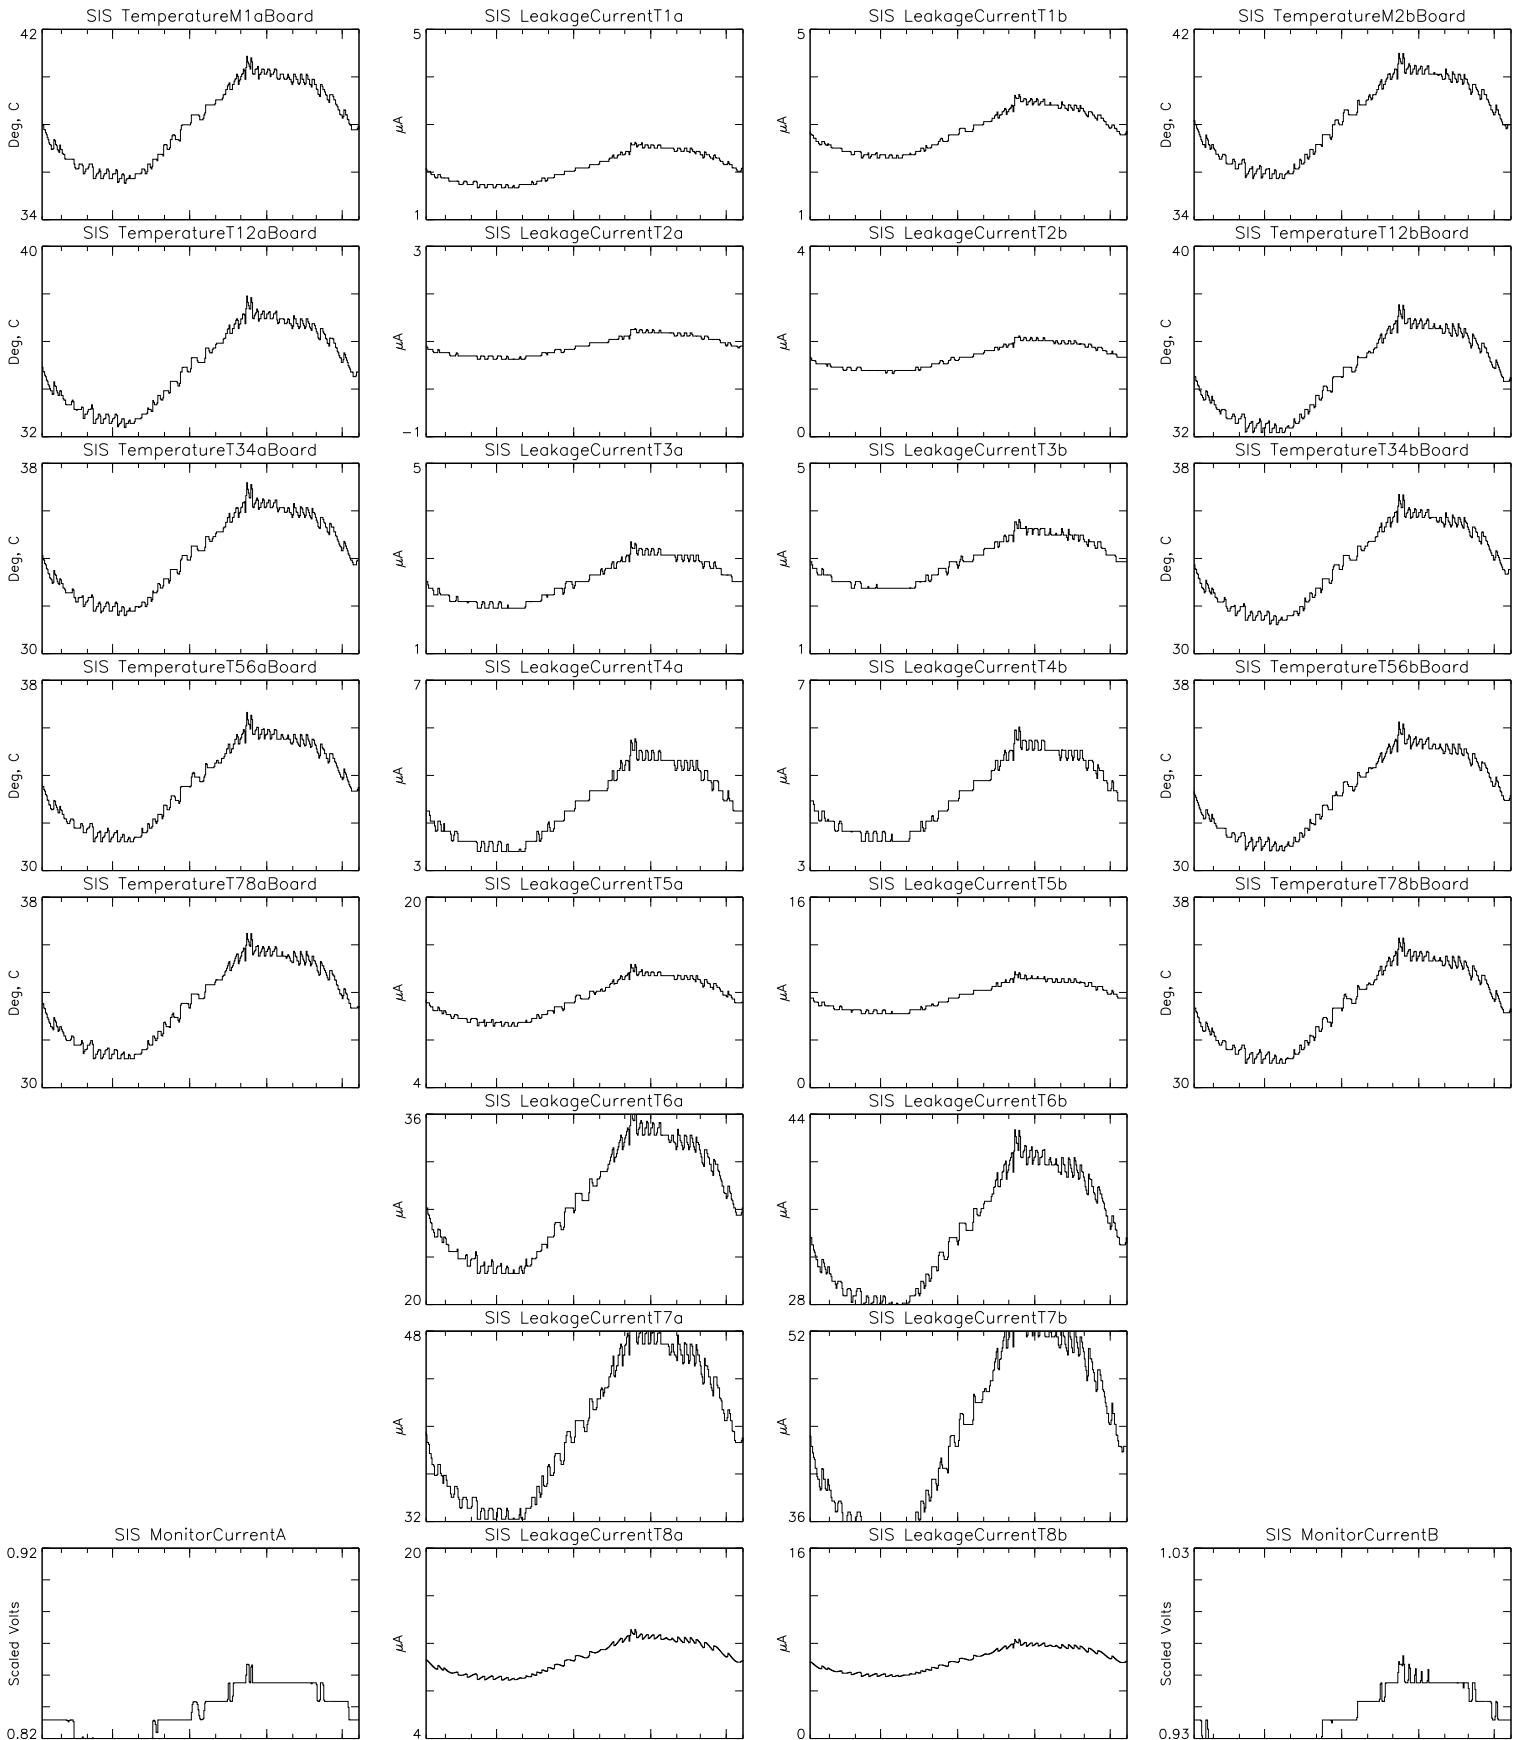 SIS TemperatureM1aBoard SIS LeakageCurrentT1a SIS LeakageCurrentT1b SIS TemperatureM2bBoard
42 5 5 42
Deg, C μA μA Deg, C
34 1 1 34
SIS TemperatureT12aBoard SIS LeakageCurrentT2a SIS LeakageCurrentT2b SIS TemperatureT12bBoard
40 3 4 40
Deg, C μA μA Deg, C
32 −1 0 32
SIS TemperatureT34aBoard SIS LeakageCurrentT3a SIS LeakageCurrentT3b SIS TemperatureT34bBoard
38 5 5 38
Deg, C μA μA Deg, C
30 1 1 30
SIS TemperatureT56aBoard SIS LeakageCurrentT4a SIS LeakageCurrentT4b SIS TemperatureT56bBoard
38 7 7 38
Deg, C μA μA Deg, C
30 3 3 30
SIS TemperatureT78aBoard SIS LeakageCurrentT5a SIS LeakageCurrentT5b SIS TemperatureT78bBoard
38 20 16 38
Deg, C μA μA Deg, C
30 4 0 30
SIS LeakageCurrentT6a SIS LeakageCurrentT6b
36 44
μA μA
20 28
SIS LeakageCurrentT7a SIS LeakageCurrentT7b
48 52
μA μA
32 36
SIS MonitorCurrentA SIS LeakageCurrentT8a SIS LeakageCurrentT8b SIS MonitorCurrentB
0.92 20 16 1.03
Scaled Volts μA μA Scaled Volts
0.82 4 0 0.93